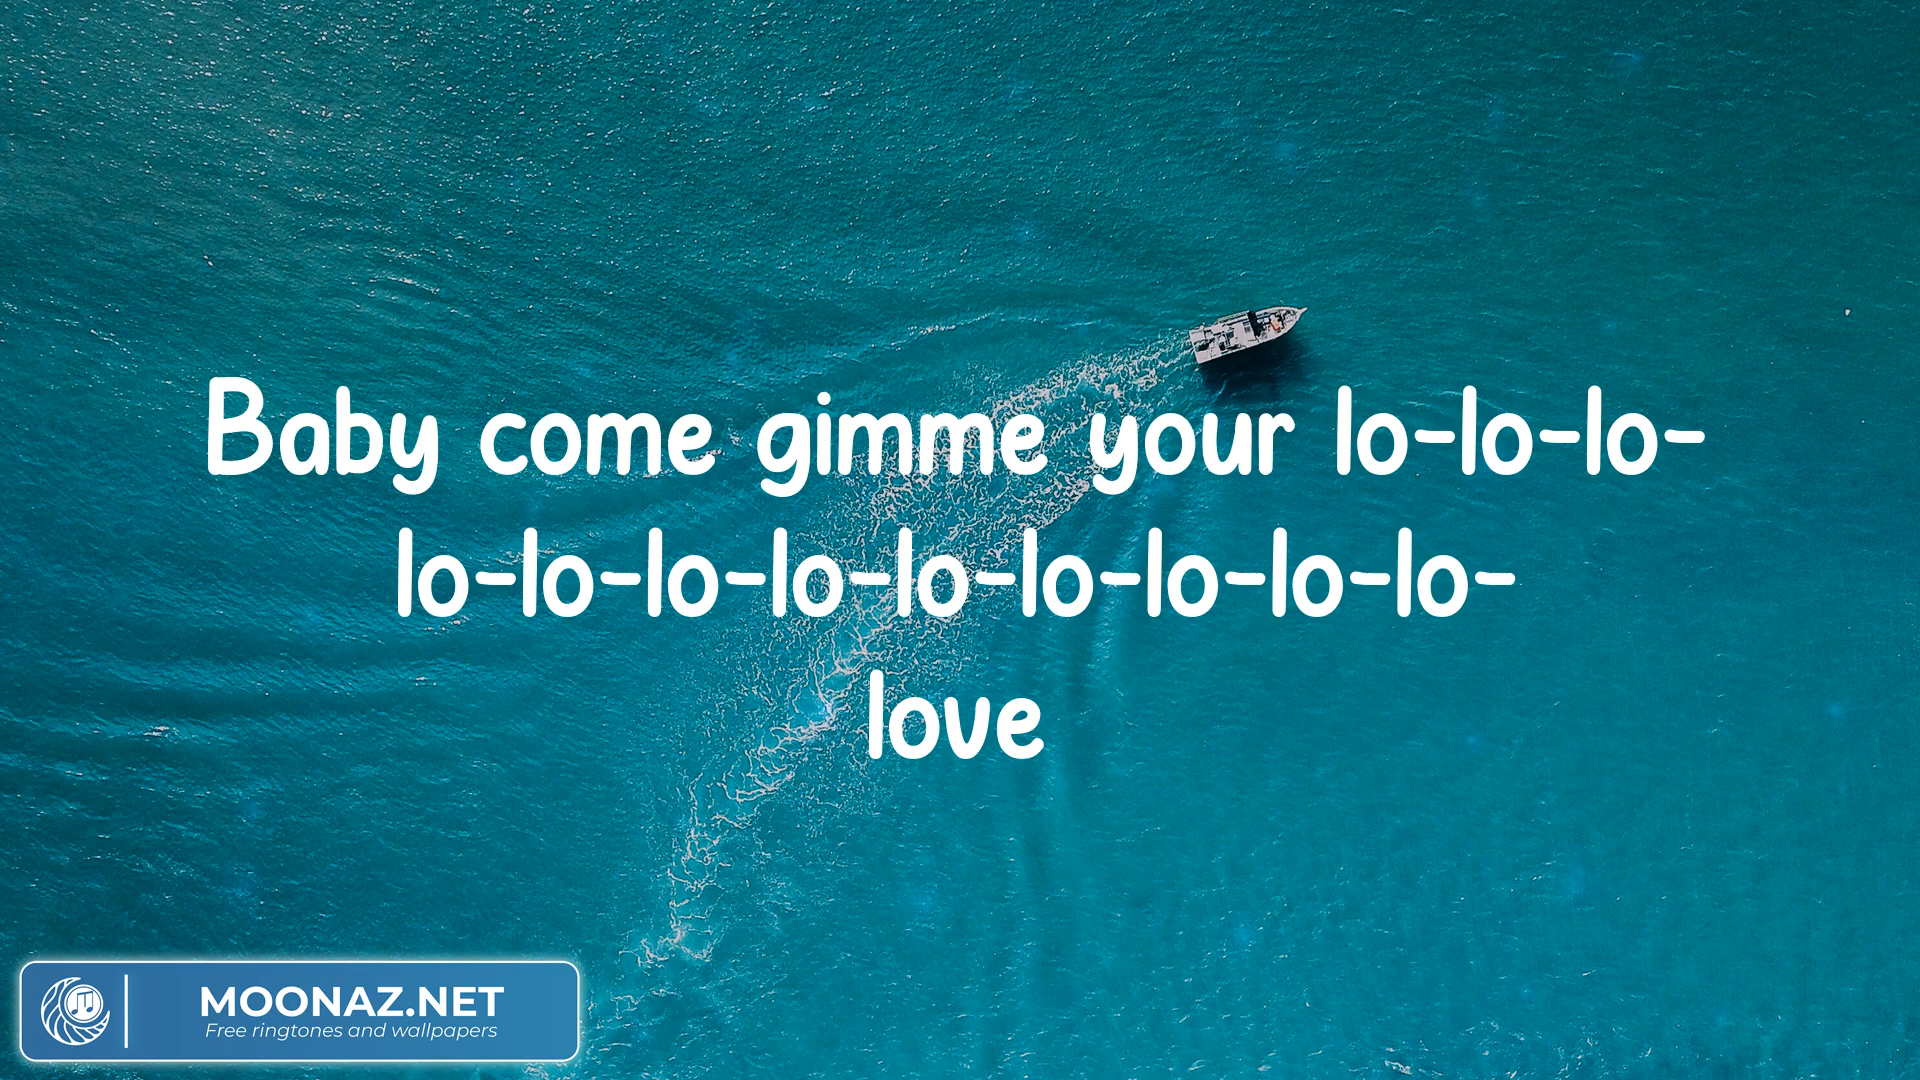 Baby come gimme your lo-lo-lo-
lo-lo-lo-lo-lo-lo-lo-lo-lo-
love
MOONAZ.NET
Free ringtones and wallpapers